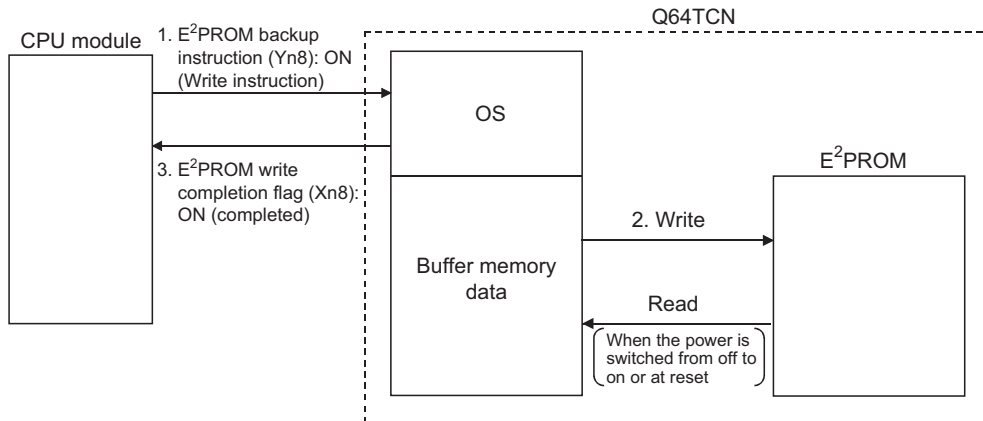 Q64TCN
CPU module
1. E²PROM backup
instruction (Yn8): ON
(Write instruction)
OS
3. E²PROM write
completion flag (Xn8):
ON (completed)
E²PROM
2. Write
Buffer memory
data
Read
When the power is
switched from off to
on or at reset